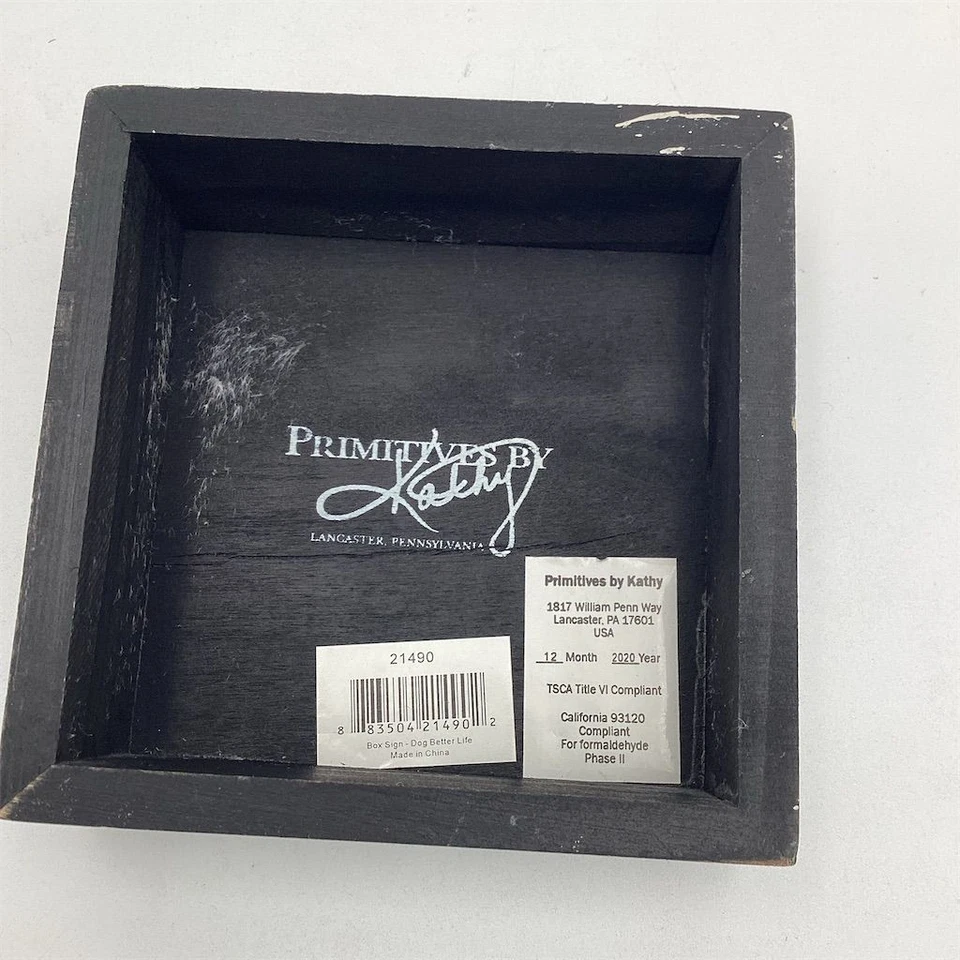 PRIMITIVES BY
Kathy
LANCASTER, PENNSYLVANIA
Primitives by Kathy
1817 William Penn Way
Lancaster, PA 17601
USA
12 Month 2020 Year
TSCA Title VI Compliant
California 93120
Compliant
For formaldehyde
Phase II
21490
8 83504 21490 2
Box Sign - Dog Better Life
Made in China